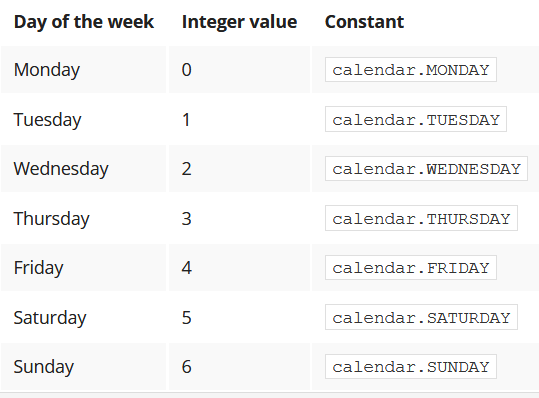 Day of the week Integer value Constant
Monday 0 calendar.MONDAY
Tuesday 1 calendar.TUESDAY
Wednesday 2 calendar.WEDNESDAY
Thursday 3 calendar.THURSDAY
Friday 4 calendar.FRIDAY
Saturday 5 calendar.SATURDAY
Sunday 6 calendar.SUNDAY